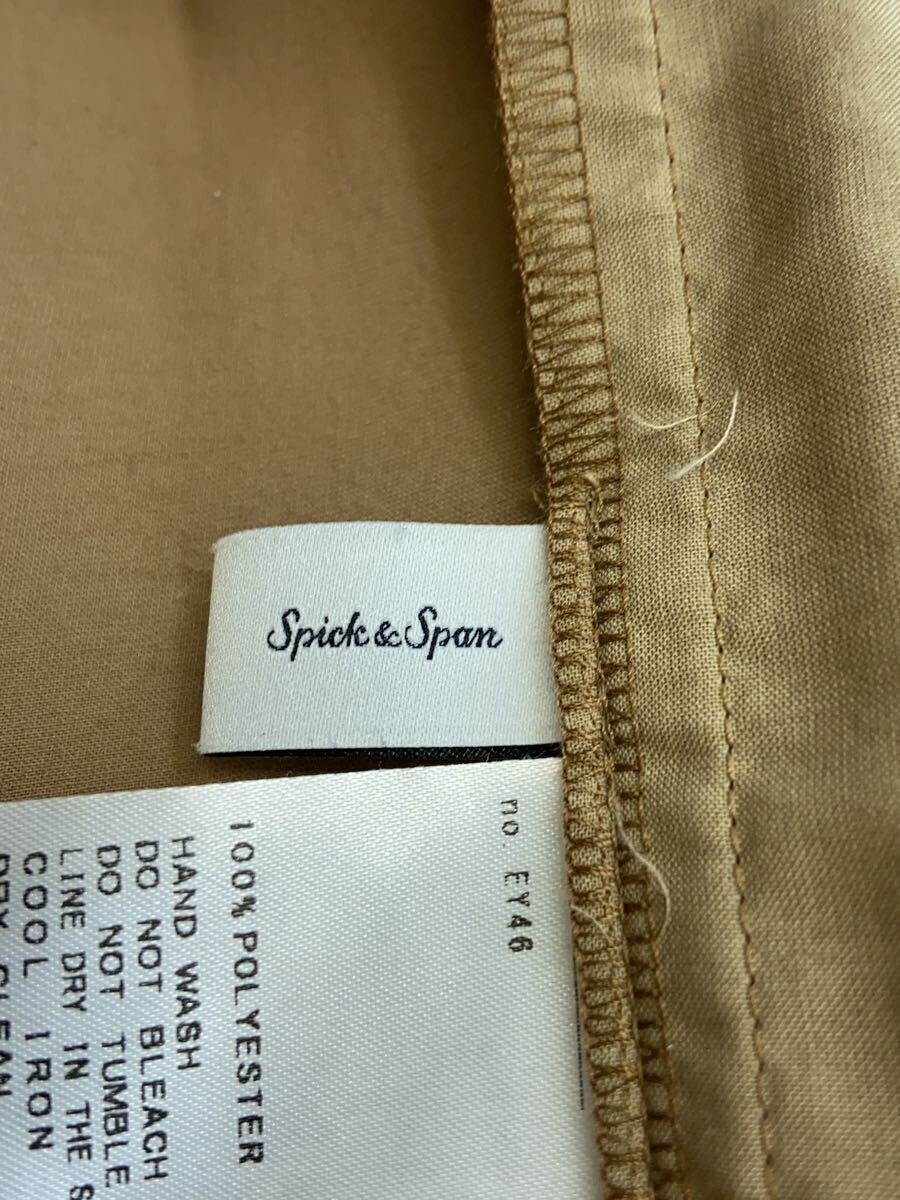 Spick & Span
no. EY46
100% POLYESTER
HAND WASH
DO NOT BLEACH
DO NOT TUMBLE
LINE DRY IN THE S
COOL IRON